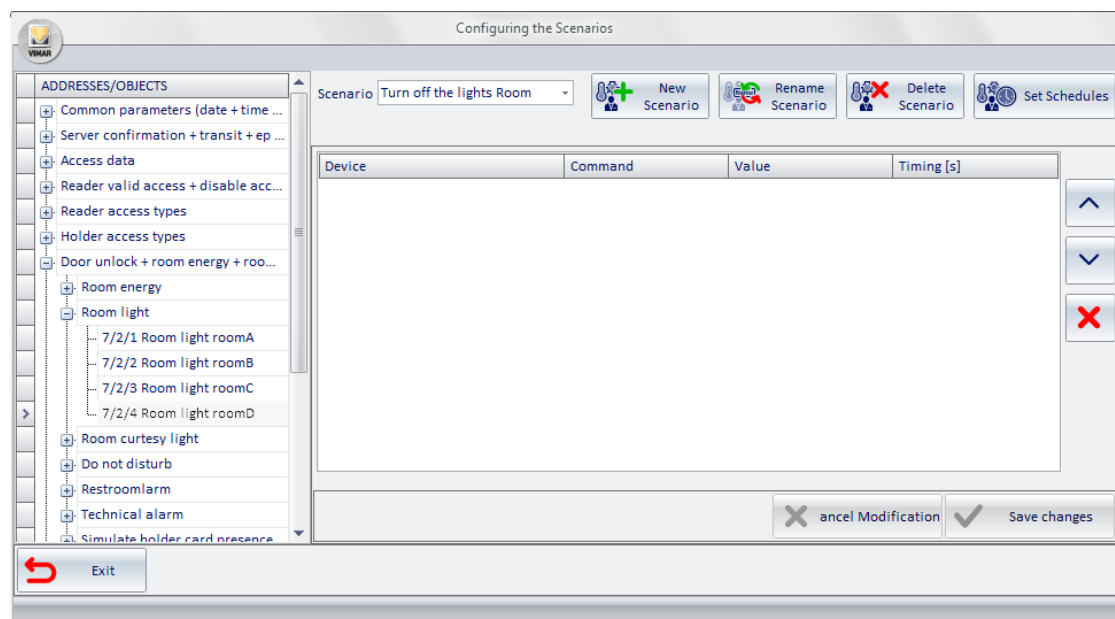 Configuring the Scenarios
VIMAR
ADDRESSES/OBJECTS
Common parameters (date + time ...
Server confirmation + transit + ep ...
Access data
Reader valid access + disable acc...
Reader access types
Holder access types
Door unlock + room energy + roo...
Room energy
Room light
7/2/1 Room light roomA
7/2/2 Room light roomB
7/2/3 Room light roomC
7/2/4 Room light roomD
Room curtesy light
Do not disturb
Restroomlarm
Technical alarm
Simulate holder card presence
Scenario Turn off the lights Room
New
Scenario
Rename
Scenario
Delete
Scenario
Set Schedules
Device Command Value Timing [s]
ancel Modification
Save changes
Exit